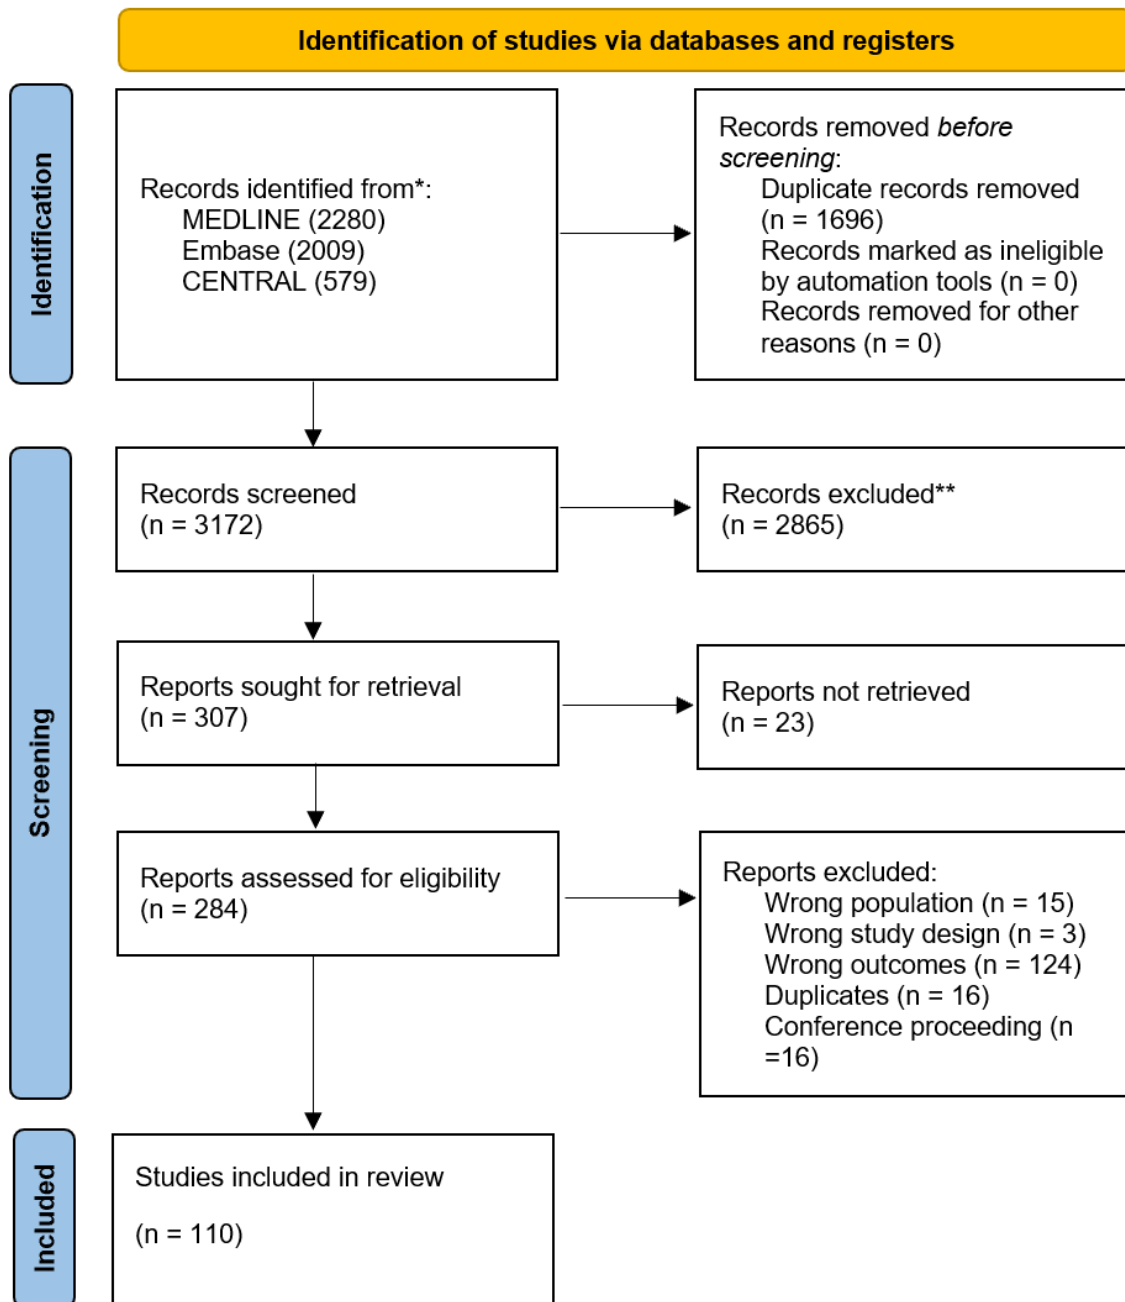 Identification of studies via databases and registers
Identification
Records identified from*:
MEDLINE (2280)
Embase (2009)
CENTRAL (579)
Records removed before
screening:
Duplicate records removed
(n = 1696)
Records marked as ineligible
by automation tools (n = 0)
Records removed for other
reasons (n = 0)
Screening
Records screened
(n = 3172)
Records excluded**
(n = 2865)
Reports sought for retrieval
(n = 307)
Reports not retrieved
(n = 23)
Reports assessed for eligibility
(n = 284)
Reports excluded:
Wrong population (n = 15)
Wrong study design (n = 3)
Wrong outcomes (n = 124)
Duplicates (n = 16)
Conference proceeding (n
=16)
Included
Studies included in review
(n = 110)